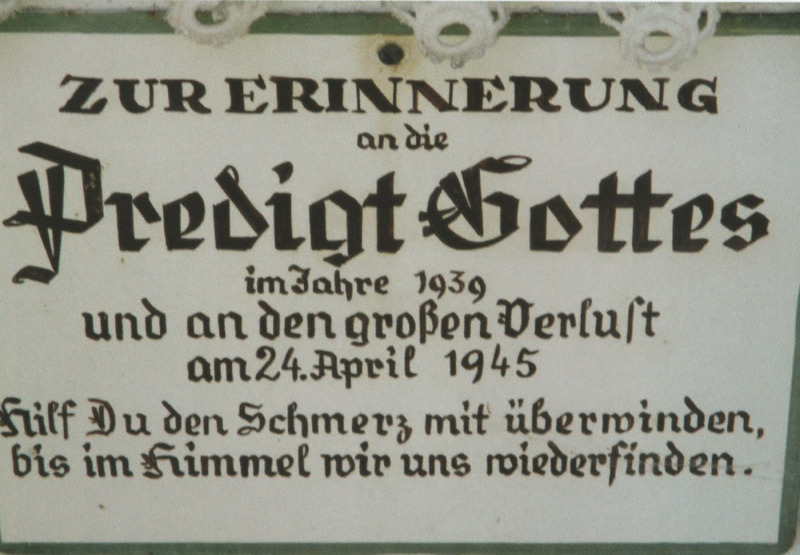 ZUR ERINNERUNG
an die
Predigt Gottes
im Jahre 1939
und an den großen Verluſt
am 24. April 1945
Hilf Du den Schmerz mit überwinden,
bis im Himmel wir uns wiederfinden.